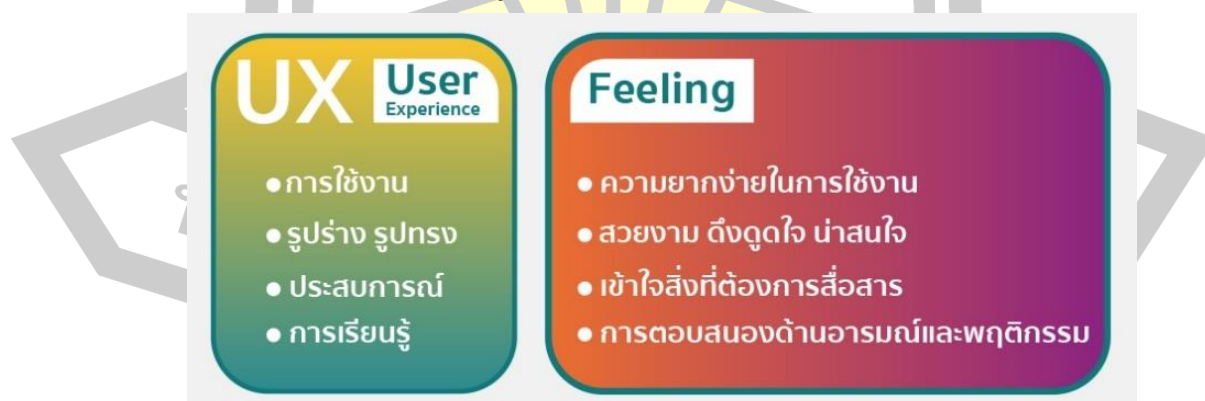 UX User
Experience
• การใช้งาน
• รูปร่าง รูปทรง
• ประสบการณ์
• การเรียนรู้
Feeling
• ความยากง่ายในการใช้งาน
• สวยงาม ดึงดูดใจ น่าสนใจ
• เข้าใจสิ่งที่ต้องการสื่อสาร
• การตอบสนองด้านอารมณ์และพฤติกรรม